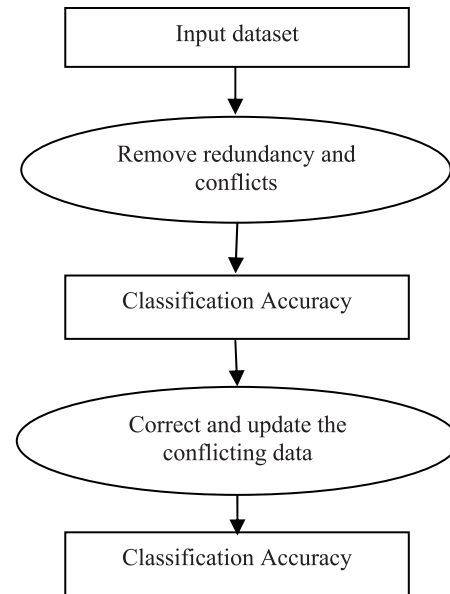 Input dataset
Remove redundancy and
conflicts
Classification Accuracy
Correct and update the
conflicting data
Classification Accuracy